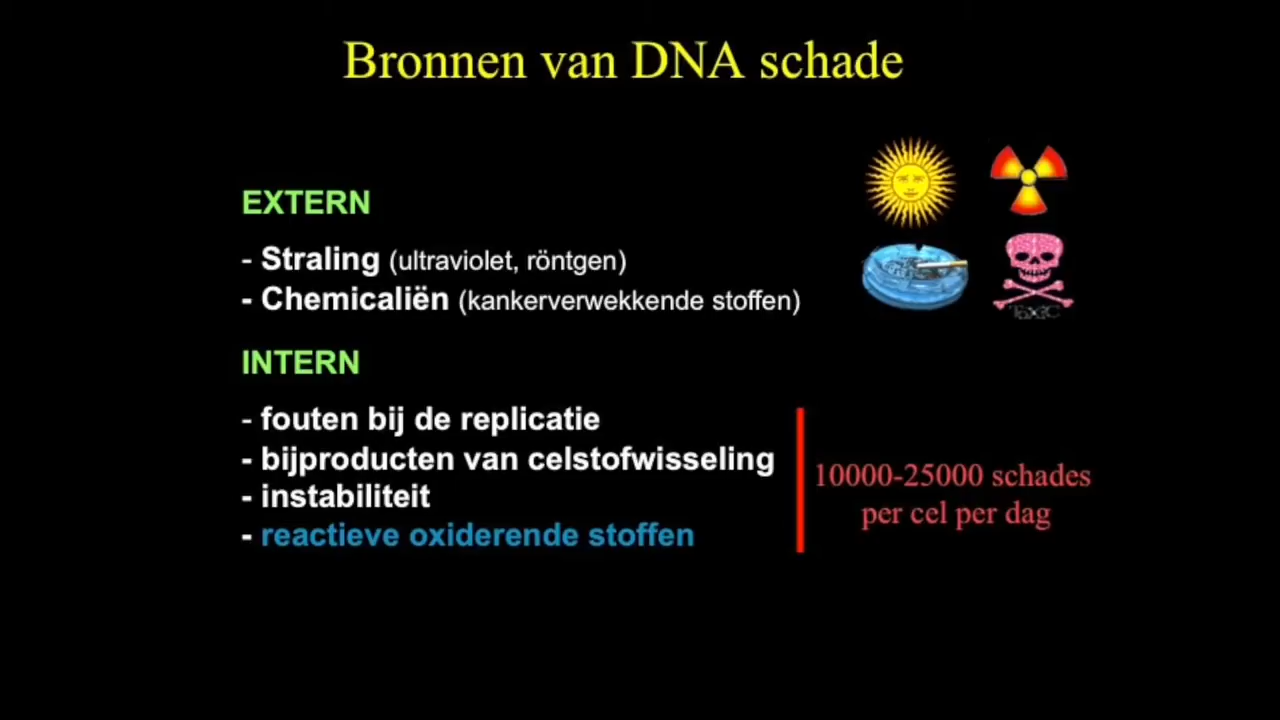 Bronnen van DNA schade
EXTERN
- Straling (ultraviolet, röntgen)
- Chemicaliën (kankerverwekkende stoffen)
INTERN
- fouten bij de replicatie
- bijproducten van celstofwisseling
- instabiliteit
- reactieve oxiderende stoffen
10000-25000 schades
per cel per dag